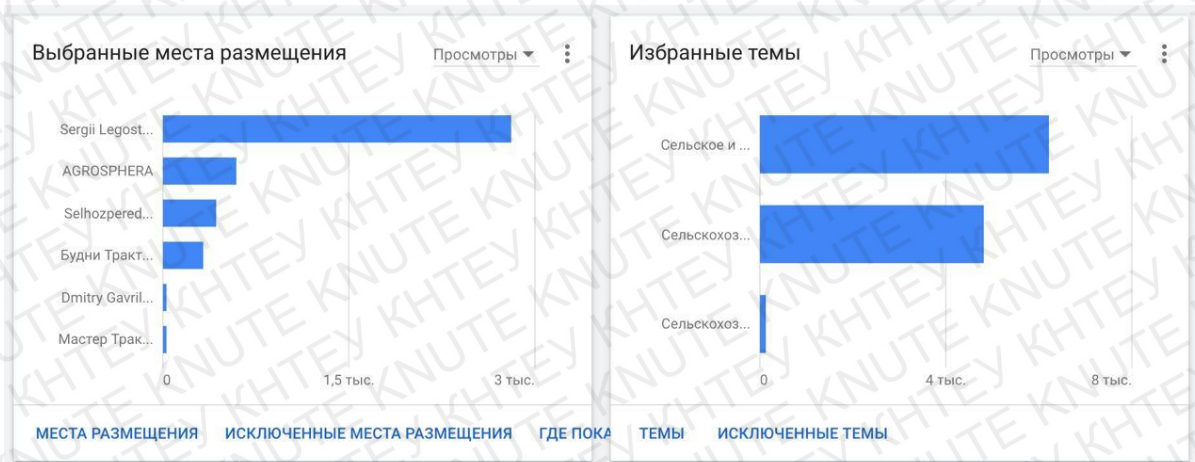 Выбранные места размещения
Просмотры
Sergii Legost...
AGROSPHERA
Selhozpered...
Будни Тракт...
Dmitry Gavril...
Мастер Трак...
0
1,5 тыс.
3 тыс.
МЕСТА РАЗМЕЩЕНИЯ
ИСКЛЮЧЕННЫЕ МЕСТА РАЗМЕЩЕНИЯ
ГДЕ ПОКА
Избранные темы
Просмотры
Сельское и ...
Сельскохоз...
Сельскохоз...
0
4 тыс.
8 тыс.
ТЕМЫ
ИСКЛЮЧЕННЫЕ ТЕМЫ